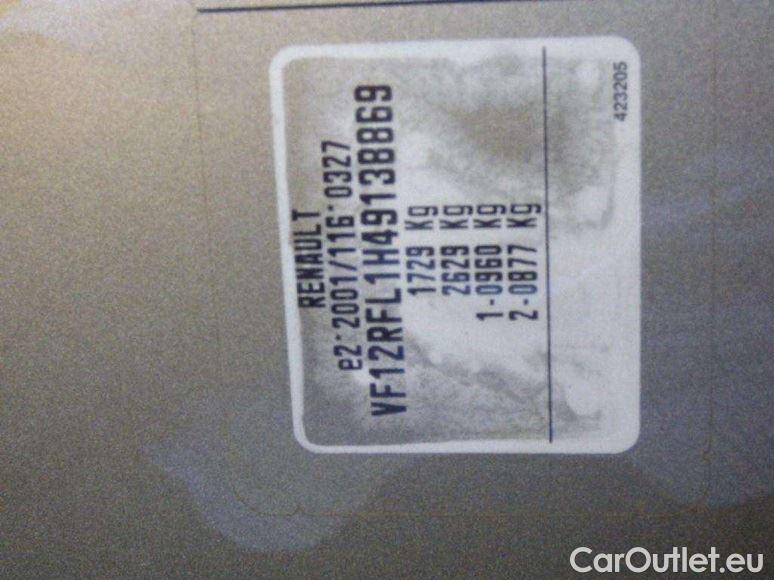 RENAULT
e2*2001/116*0327
VF12RFL1H49138869
1729 Kg
2629 Kg
1-0960 Kg
2-0877 Kg
423205
CarOutlet.eu